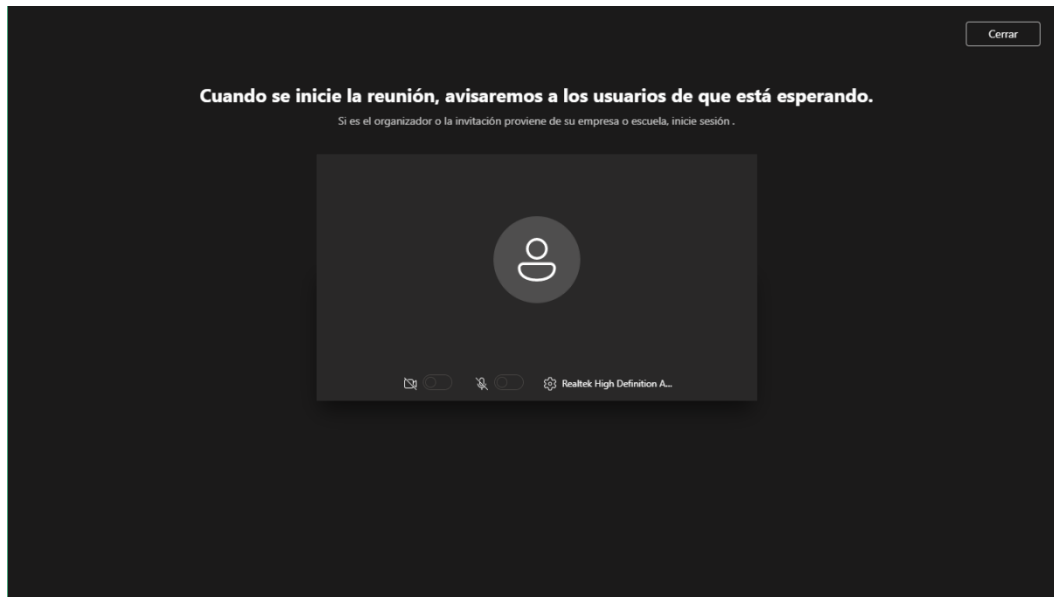 Cerrar
Cuando se inicie la reunión, avisaremos a los usuarios de que está esperando.
Si es el organizador o la invitación proviene de su empresa o escuela, inicie sesión .
Realtek High Definition A...